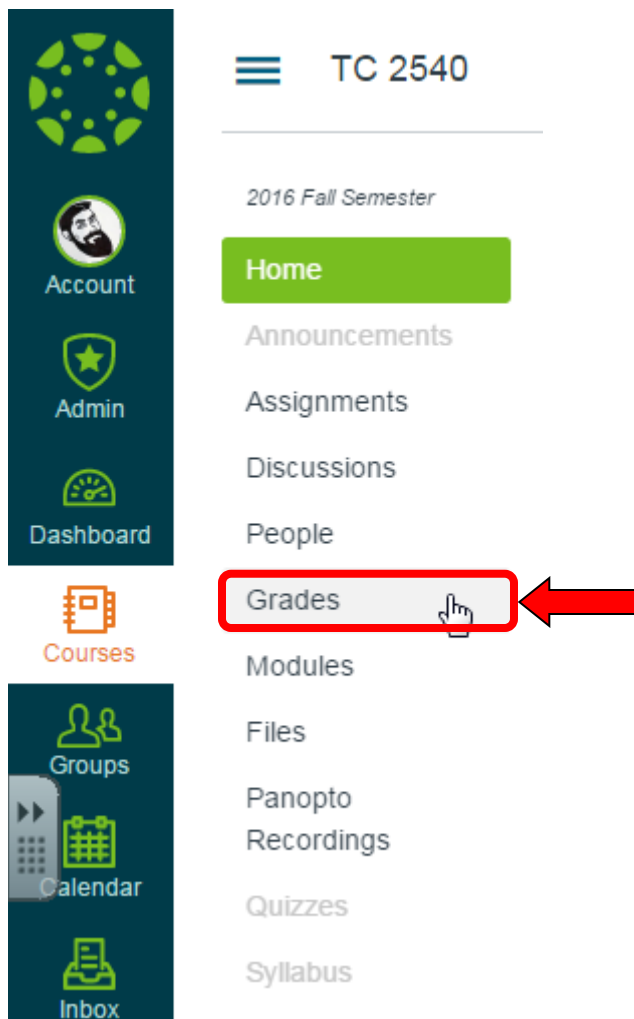 TC 2540
2016 Fall Semester
Home
Announcements
Assignments
Discussions
People
Grades
Modules
Files
Panopto
Recordings
Quizzes
Syllabus
Account
Admin
Dashboard
Courses
Groups
Calendar
Inbox